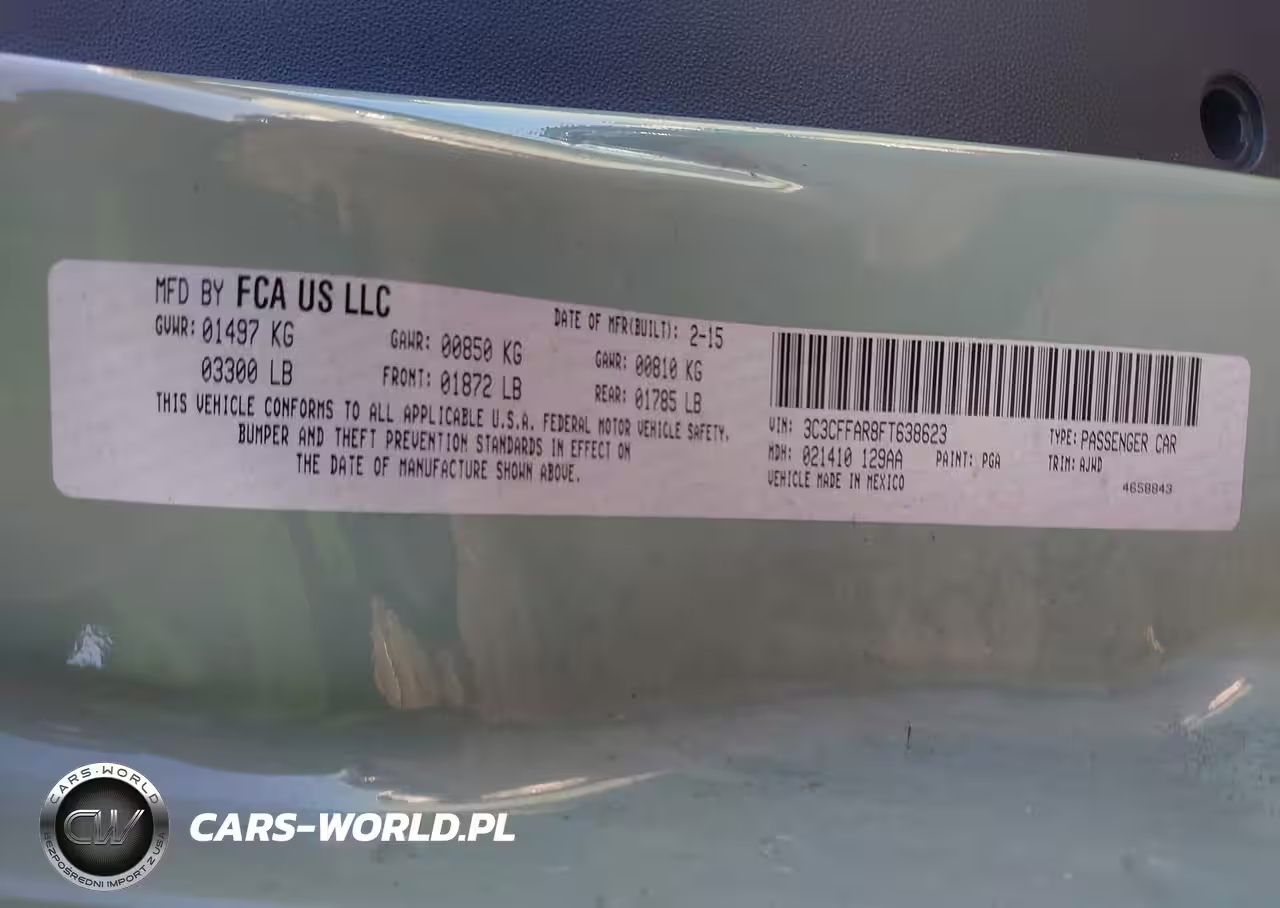 MFD BY FCA US LLC
DATE OF MFR(BUILT): 2-15
GVWR: 01497 KG
GAWR: 00850 KG
GAWR: 00810 KG
03300 LB
FRONT: 01872 LB
REAR: 01785 LB
THIS VEHICLE CONFORMS TO ALL APPLICABLE U.S.A. FEDERAL MOTOR VEHICLE SAFETY,
BUMPER AND THEFT PREVENTION STANDARDS IN EFFECT ON
THE DATE OF MANUFACTURE SHOWN ABOVE.
VIN: 3C3CFFAR8FT638623
TYPE: PASSENGER CAR
MDH: 021410 129AA
PAINT: PGA
TRIM: AJWD
VEHICLE MADE IN MEXICO
4658843
CARS-WORLD
CW
BEZPOŚREDNI IMPORT Z USA
CARS-WORLD.PL